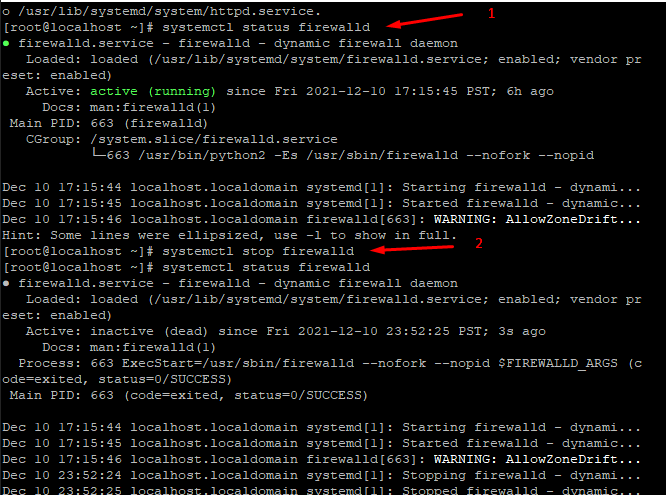 o /usr/lib/systemd/system/httpd.service.
1
[root@localhost ~]# systemctl status firewalld
● firewalld.service - firewalld - dynamic firewall daemon
   Loaded: loaded (/usr/lib/systemd/system/firewalld.service; enabled; vendor pr
eset: enabled)
   Active: active (running) since Fri 2021-12-10 17:15:45 PST; 6h ago
     Docs: man:firewalld(1)
 Main PID: 663 (firewalld)
   CGroup: /system.slice/firewalld.service
           └─663 /usr/bin/python2 -Es /usr/sbin/firewalld --nofork --nopid
Dec 10 17:15:44 localhost.localdomain systemd[1]: Starting firewalld - dynami...
Dec 10 17:15:45 localhost.localdomain systemd[1]: Started firewalld - dynamic...
Dec 10 17:15:46 localhost.localdomain firewalld[663]: WARNING: AllowZoneDrift...
Hint: Some lines were ellipsized, use -l to show in full.
2
[root@localhost ~]# systemctl stop firewalld
[root@localhost ~]# systemctl status firewalld
● firewalld.service - firewalld - dynamic firewall daemon
   Loaded: loaded (/usr/lib/systemd/system/firewalld.service; enabled; vendor pr
eset: enabled)
   Active: inactive (dead) since Fri 2021-12-10 23:52:25 PST; 3s ago
     Docs: man:firewalld(1)
  Process: 663 ExecStart=/usr/sbin/firewalld --nofork --nopid $FIREWALLD_ARGS (c
ode=exited, status=0/SUCCESS)
 Main PID: 663 (code=exited, status=0/SUCCESS)
Dec 10 17:15:44 localhost.localdomain systemd[1]: Starting firewalld - dynami...
Dec 10 17:15:45 localhost.localdomain systemd[1]: Started firewalld - dynamic...
Dec 10 17:15:46 localhost.localdomain firewalld[663]: WARNING: AllowZoneDrift...
Dec 10 23:52:24 localhost.localdomain systemd[1]: Stopping firewalld - dynami...
Dec 10 23:52:25 localhost.localdomain systemd[1]: Stopped firewalld - dynamic...